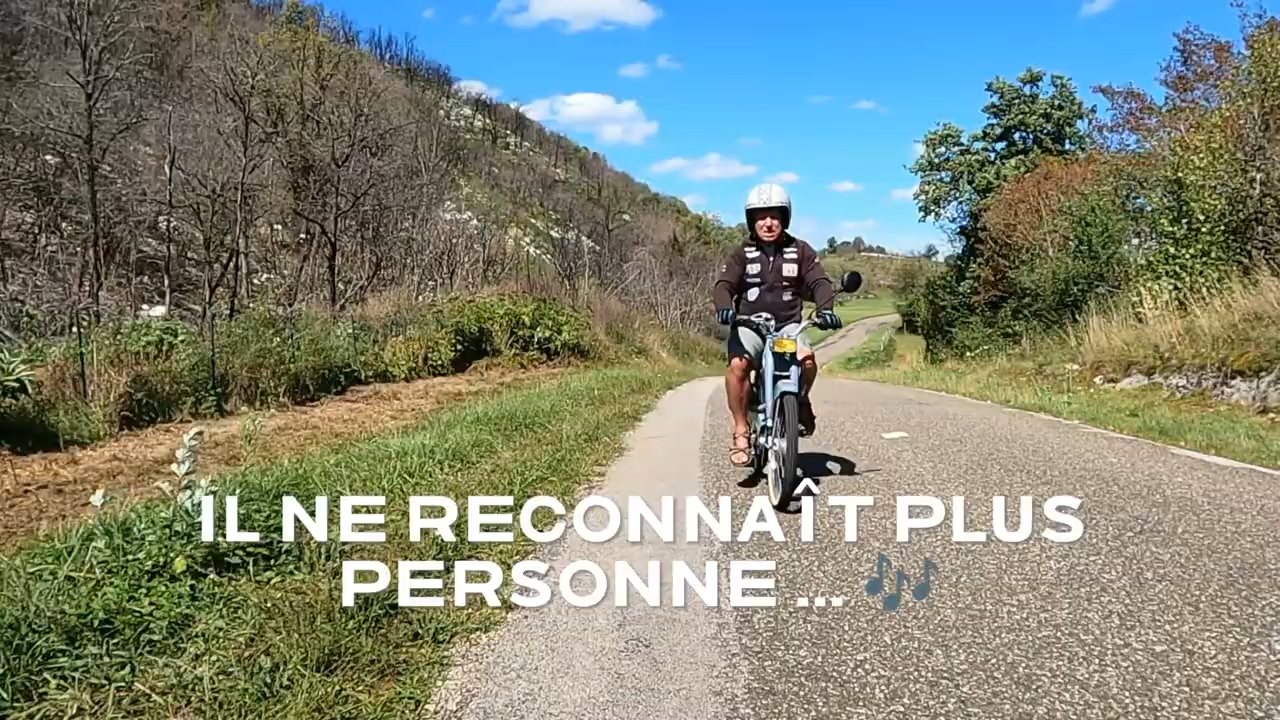 IL NE RECONNAÎT PLUS
PERSONNE ... 🎶